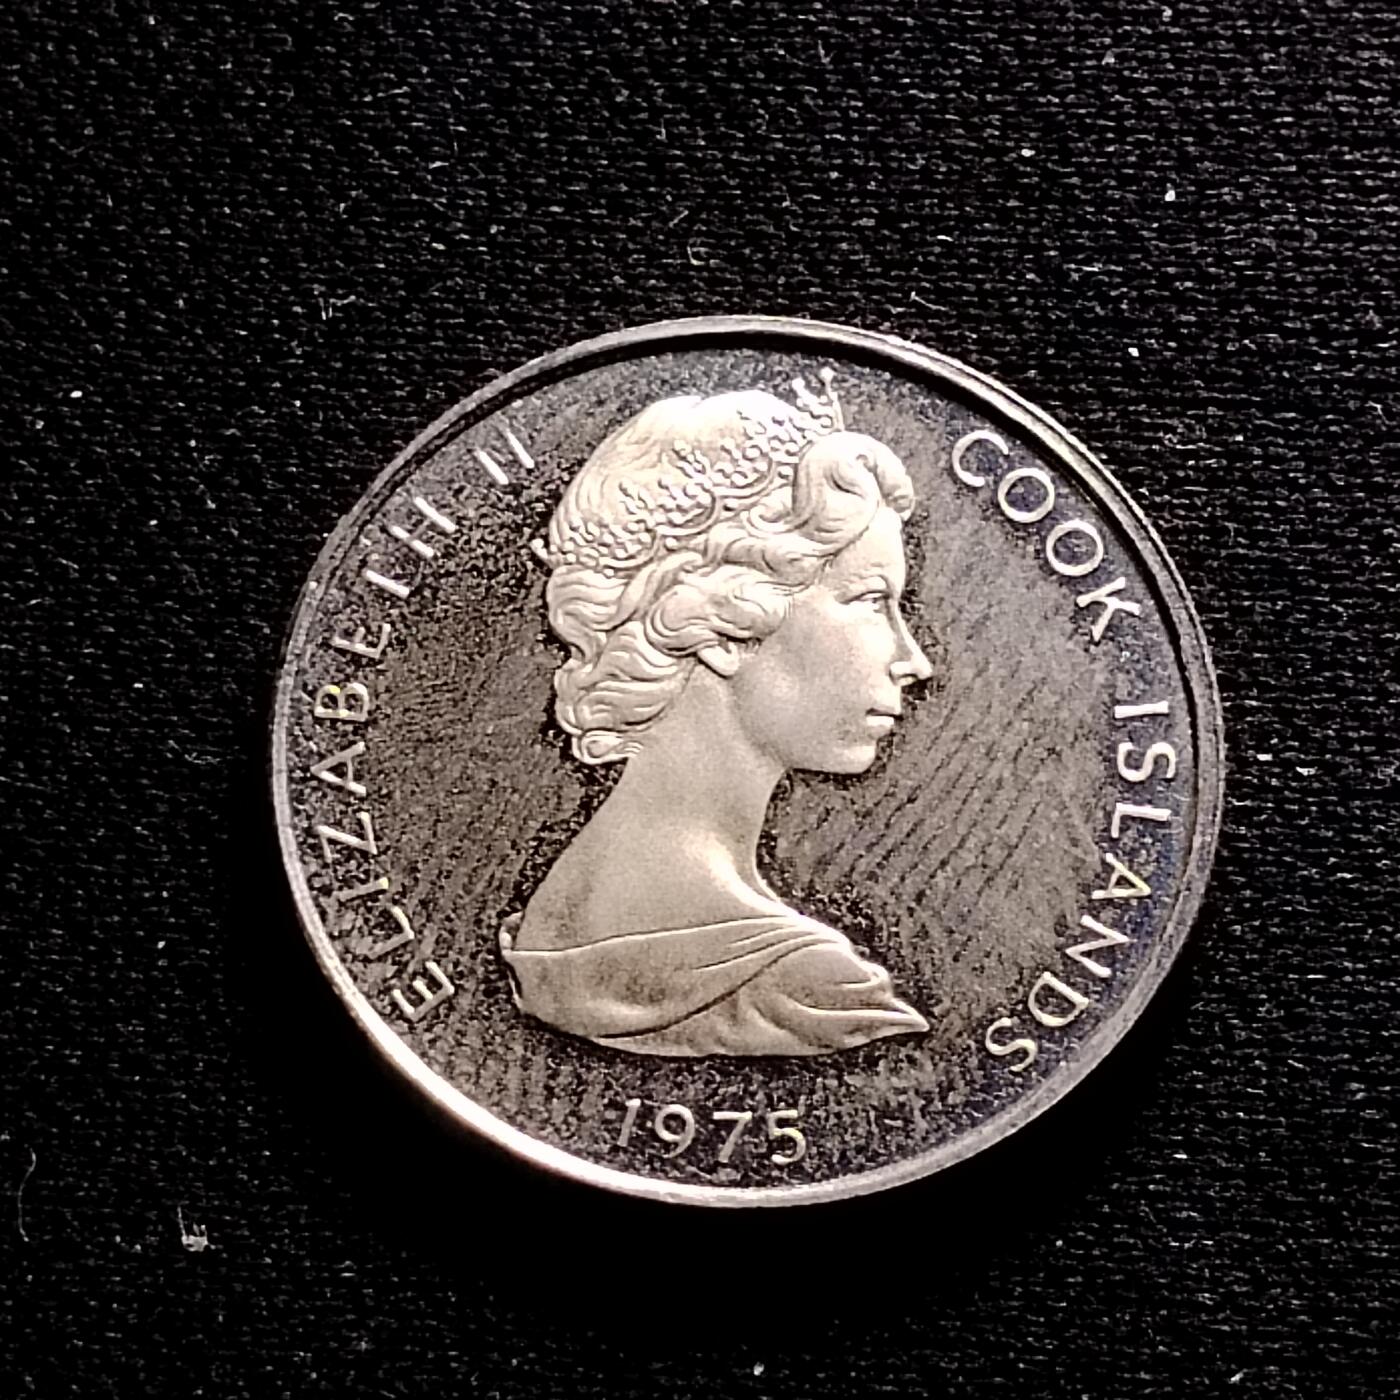 ELIZABETH II
COOK ISLANDS
1975